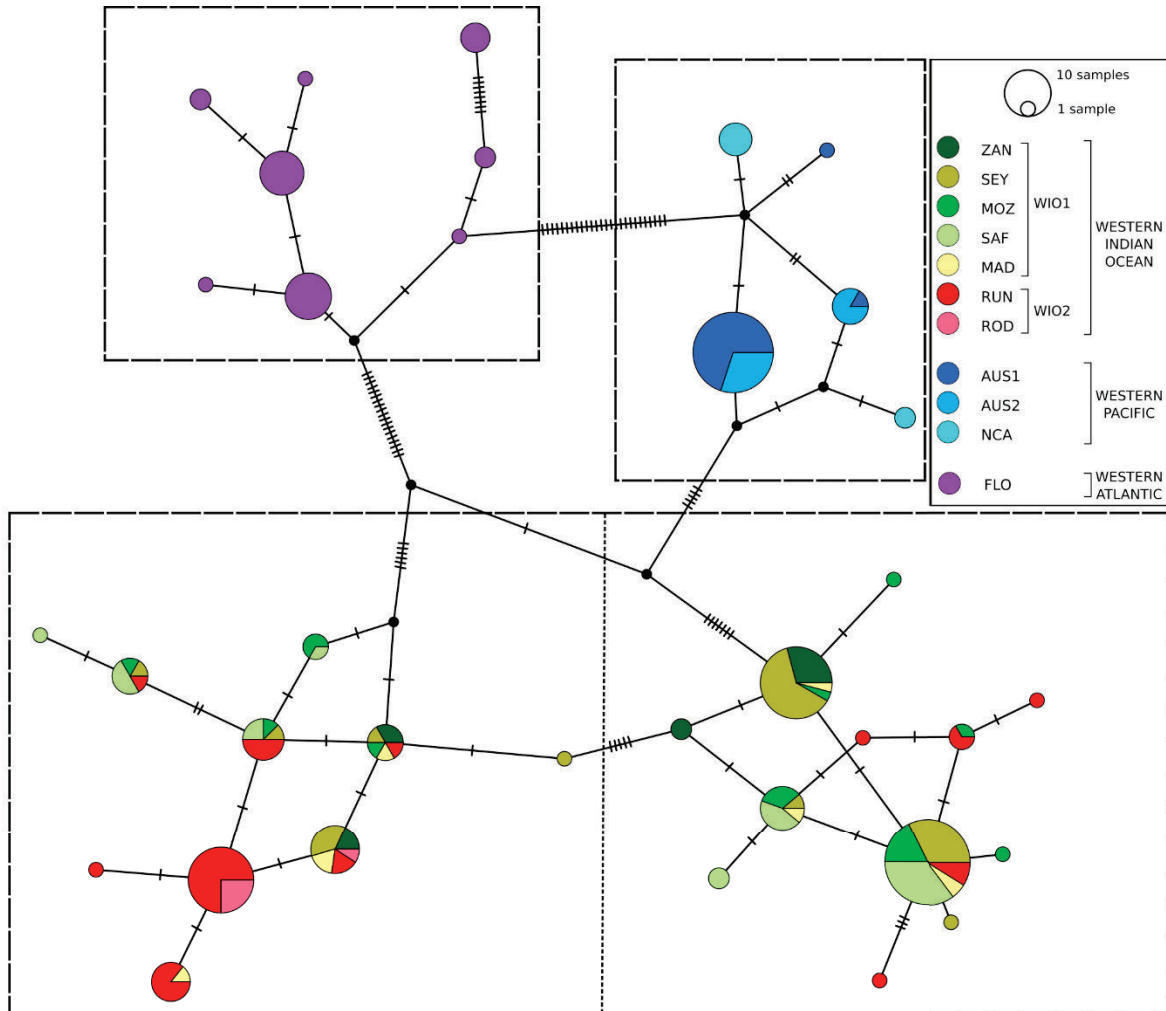 10 samples
1 sample
ZAN
SEY
MOZ
SAF
MAD
WIO1
RUN
ROD
WIO2
WESTERN
INDIAN
OCEAN
AUS1
AUS2
NCA
WESTERN
PACIFIC
FLO
WESTERN
ATLANTIC